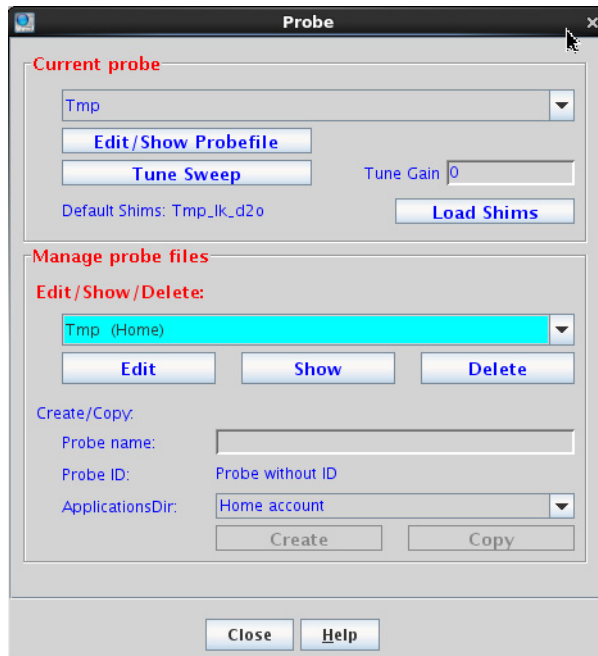 Probe
Current probe
Tmp
Edit/Show Probefile
Tune Sweep
Tune Gain 0
Default Shims: Tmp_lk_d2o
Load Shims
Manage probe files
Edit/Show/Delete:
Tmp (Home)
Edit Show Delete
Create/Copy:
Probe name:
Probe ID: Probe without ID
ApplicationsDir: Home account
Create Copy
Close Help